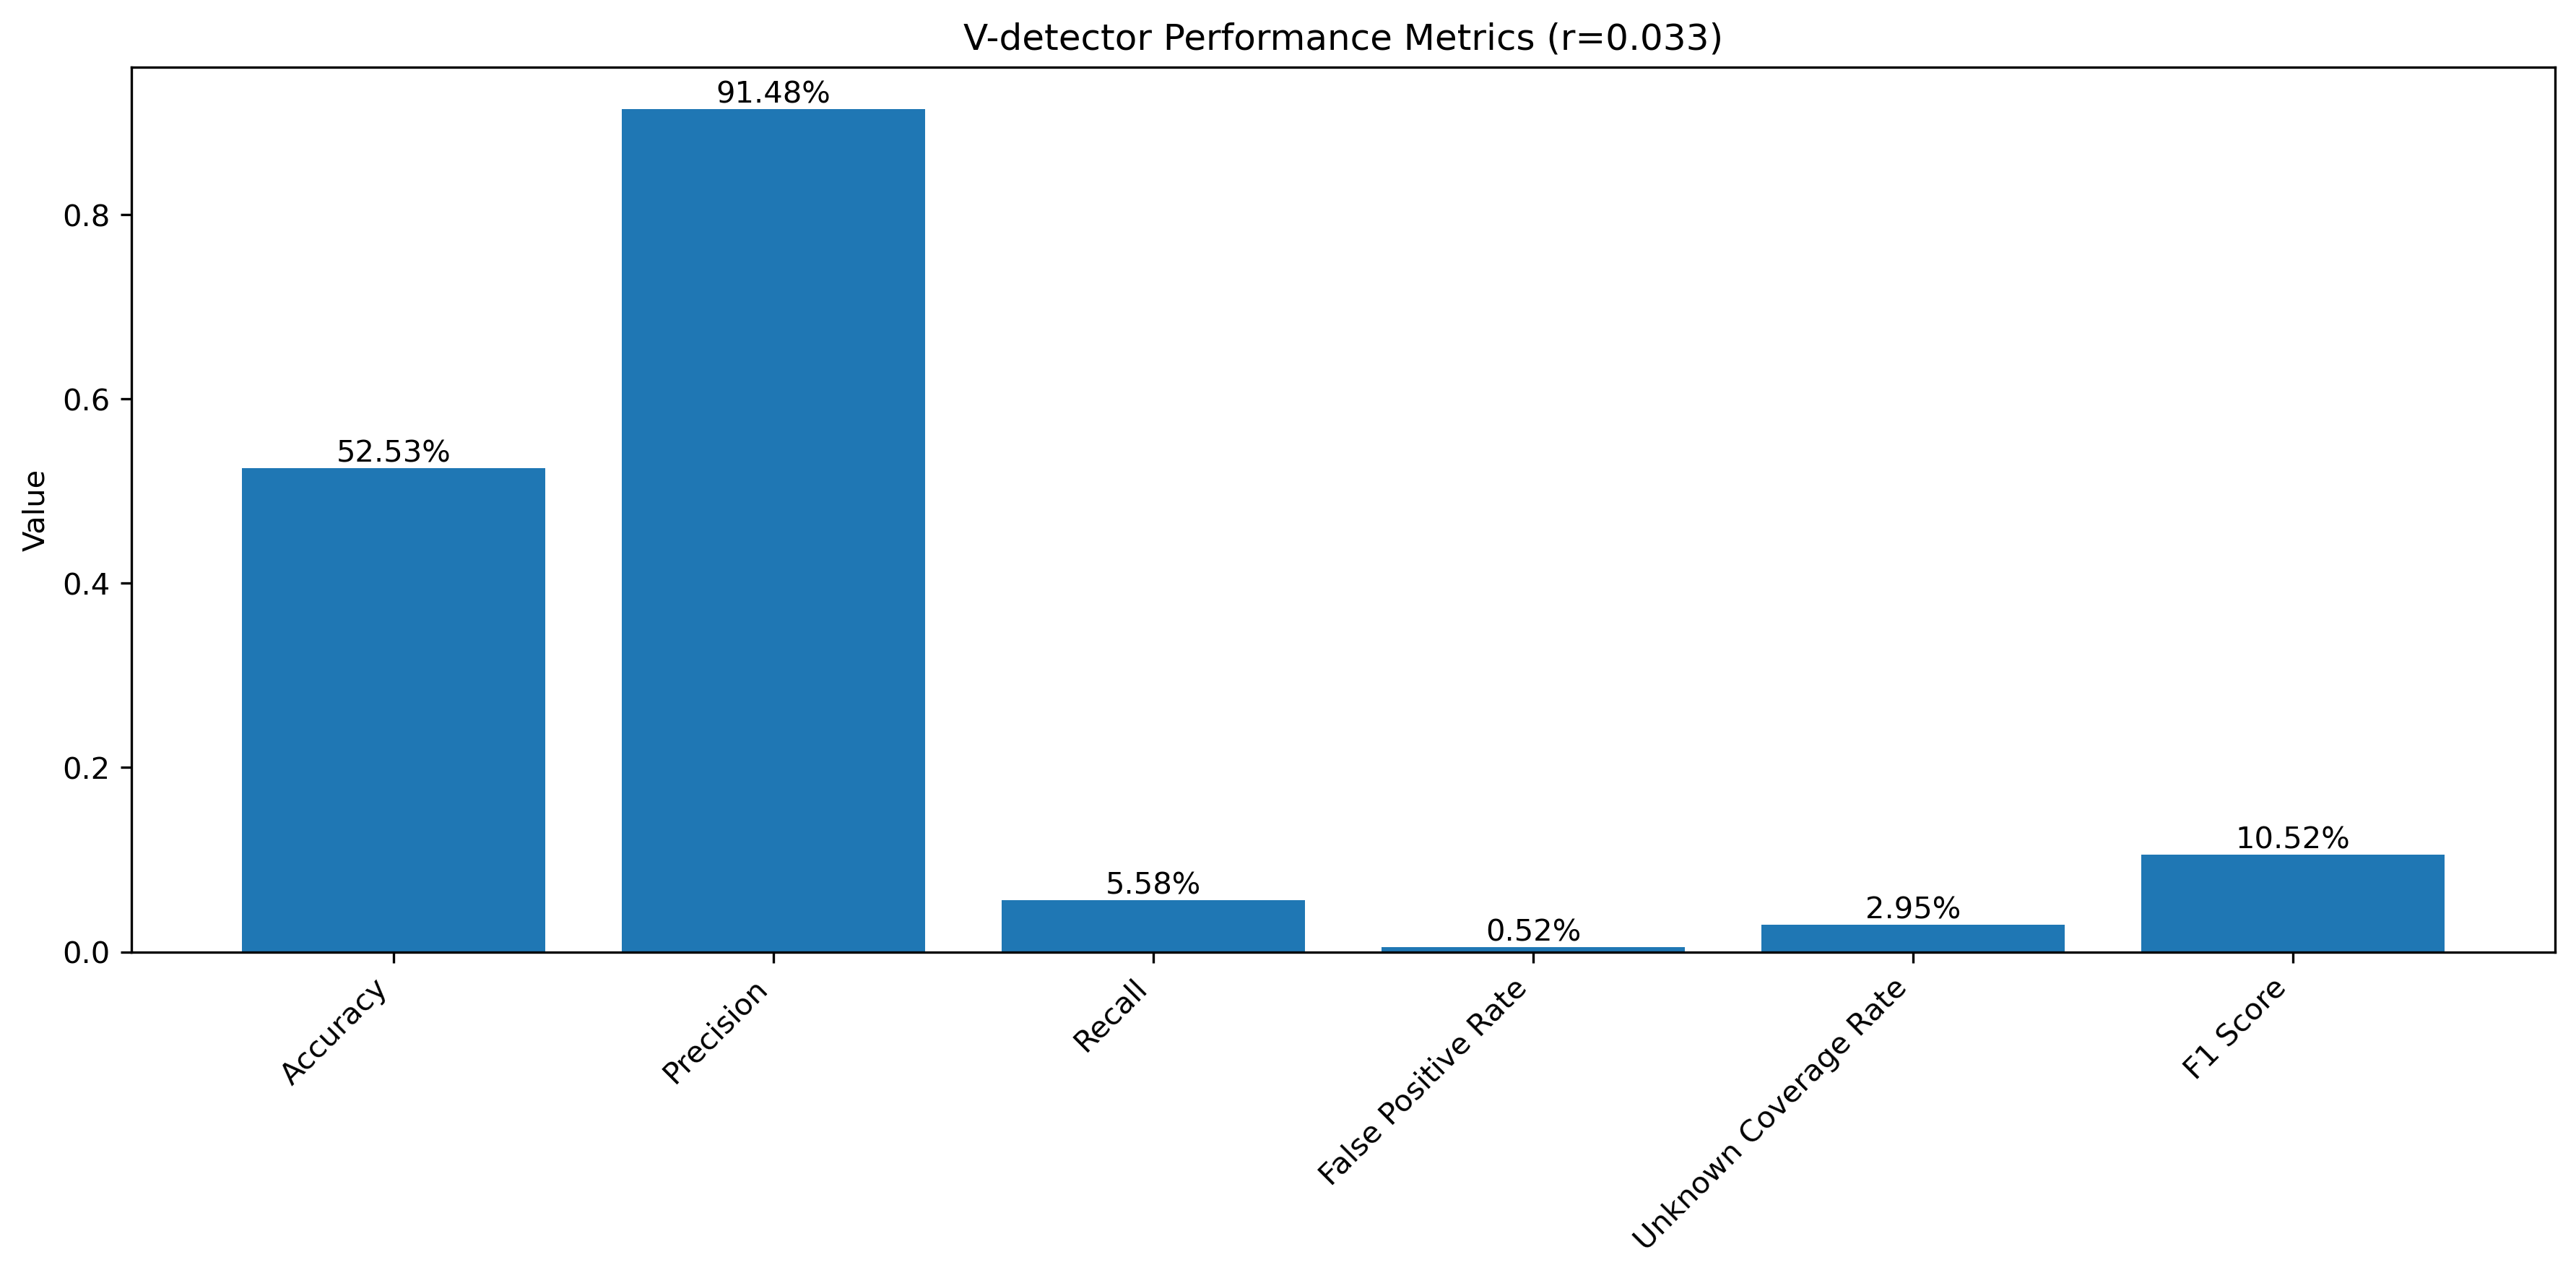 V-detector Performance Metrics (r=0.033)
Value
0.8
0.6
0.4
0.2
0.0
52.53%
91.48%
5.58%
0.52%
2.95%
10.52%
Accuracy
Precision
Recall
False Positive Rate
Unknown Coverage Rate
F1 Score